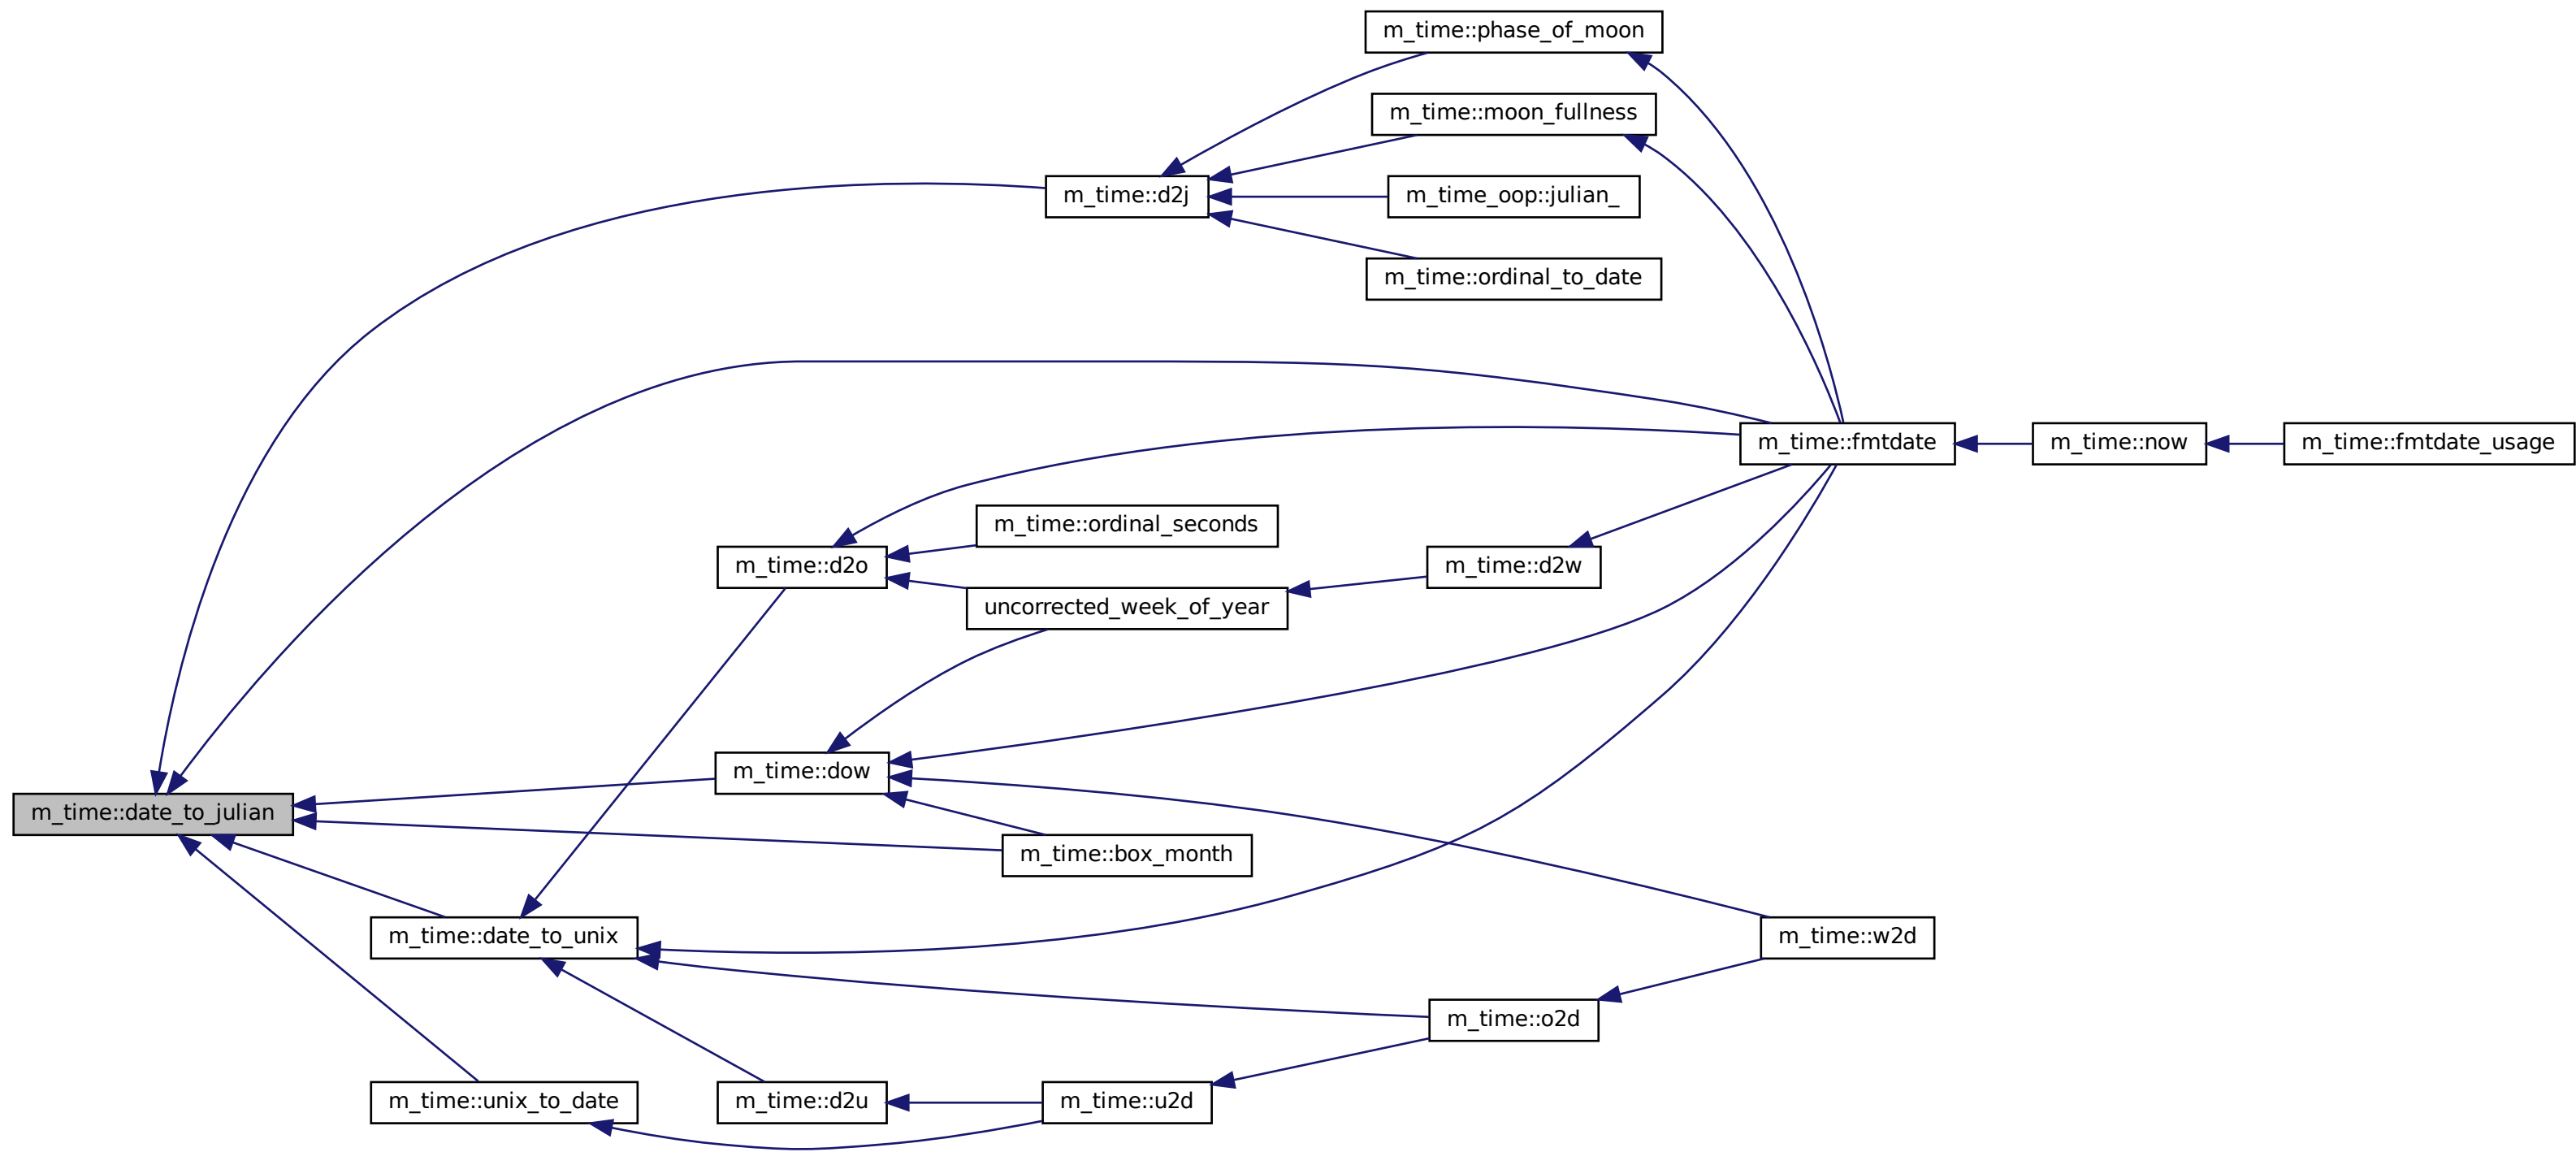 m_time::phase_of_moon
m_time::moon_fullness
m_time::d2j
m_time_oop::julian_
m_time::ordinal_to_date
m_time::fmtdate
m_time::now
m_time::fmtdate_usage
m_time::ordinal_seconds
m_time::d2o
m_time::d2w
uncorrected_week_of_year
m_time::dow
m_time::date_to_julian
m_time::box_month
m_time::date_to_unix
m_time::w2d
m_time::o2d
m_time::unix_to_date
m_time::d2u
m_time::u2d